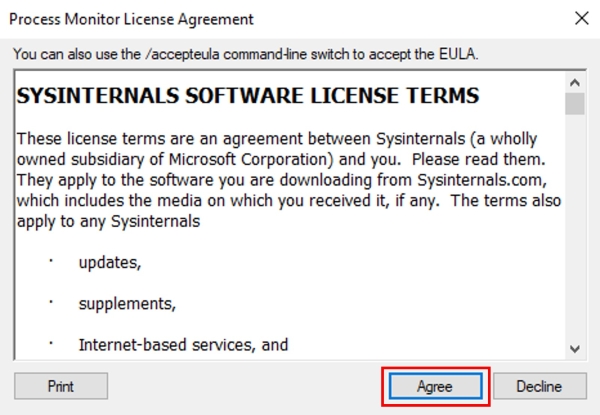 Process Monitor License Agreement
You can also use the /accepteula command-line switch to accept the EULA.
SYSINTERNALS SOFTWARE LICENSE TERMS
These license terms are an agreement between Sysinternals (a wholly
owned subsidiary of Microsoft Corporation) and you.  Please read them.
They apply to the software you are downloading from Sysinternals.com,
which includes the media on which you received it, if any.  The terms also
apply to any Sysinternals
· updates,
· supplements,
· Internet-based services, and
Print
Agree
Decline